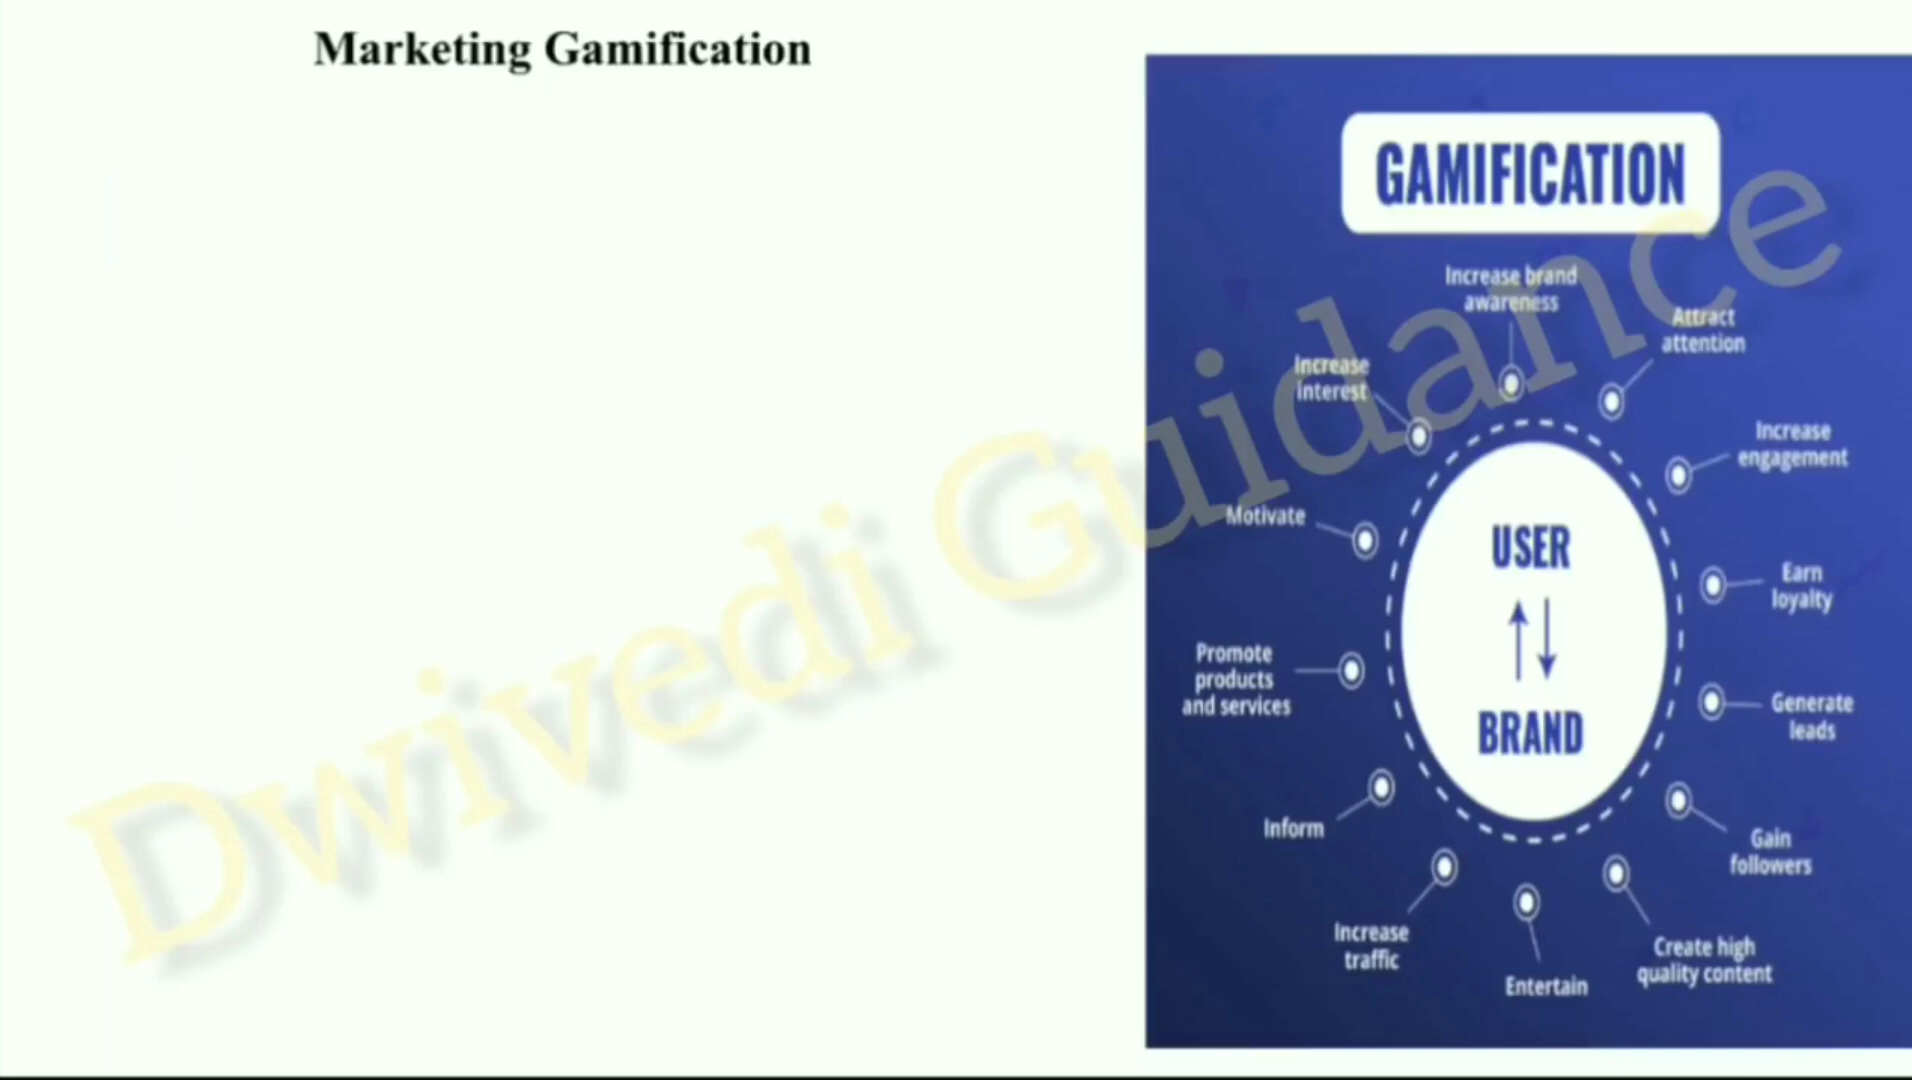 Marketing Gamification
GAMIFICATION
Increase brand
awareness
Attract
attention
Increase
interest
Increase
engagement
Motivate
USER
Earn
loyalty
Promote
products
and services
Generate
leads
BRAND
Inform
Gain
followers
Increase
traffic
Create high
quality content
Entertain
Dwivedi Guidance